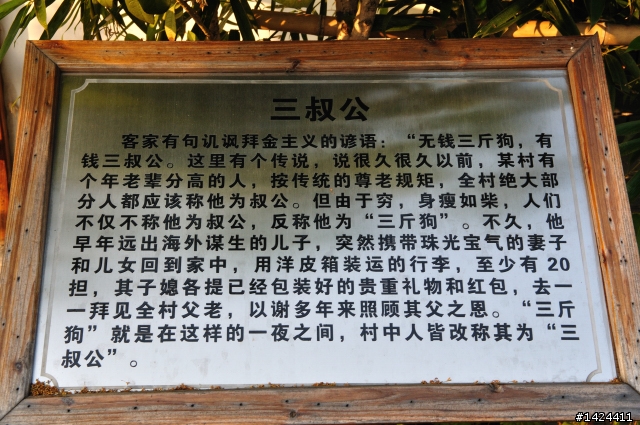 三叔公
客家有句讥讽拜金主义的谚语：“无钱三斤狗，有
钱三叔公。这里有个传说，说很久很久以前，某村有
个年老辈分高的人，按传统的尊老规矩，全村绝大部
分人都应该称他为叔公。但由于穷，身瘦如柴，人们
不仅不称他为叔公，反称他为“三斤狗”。不久，他
早年远出海外谋生的儿子，突然携带珠光宝气的妻子
和儿女回到家中，用洋皮箱装运的行李，至少有20
担，其子媳各提已经包装好的贵重礼物和红包，去一
一拜见全村父老，以谢多年来照顾其父之恩。“三斤
狗”就是在这样的一夜之间，村中人皆改称其为“三
叔公”。
#1424411